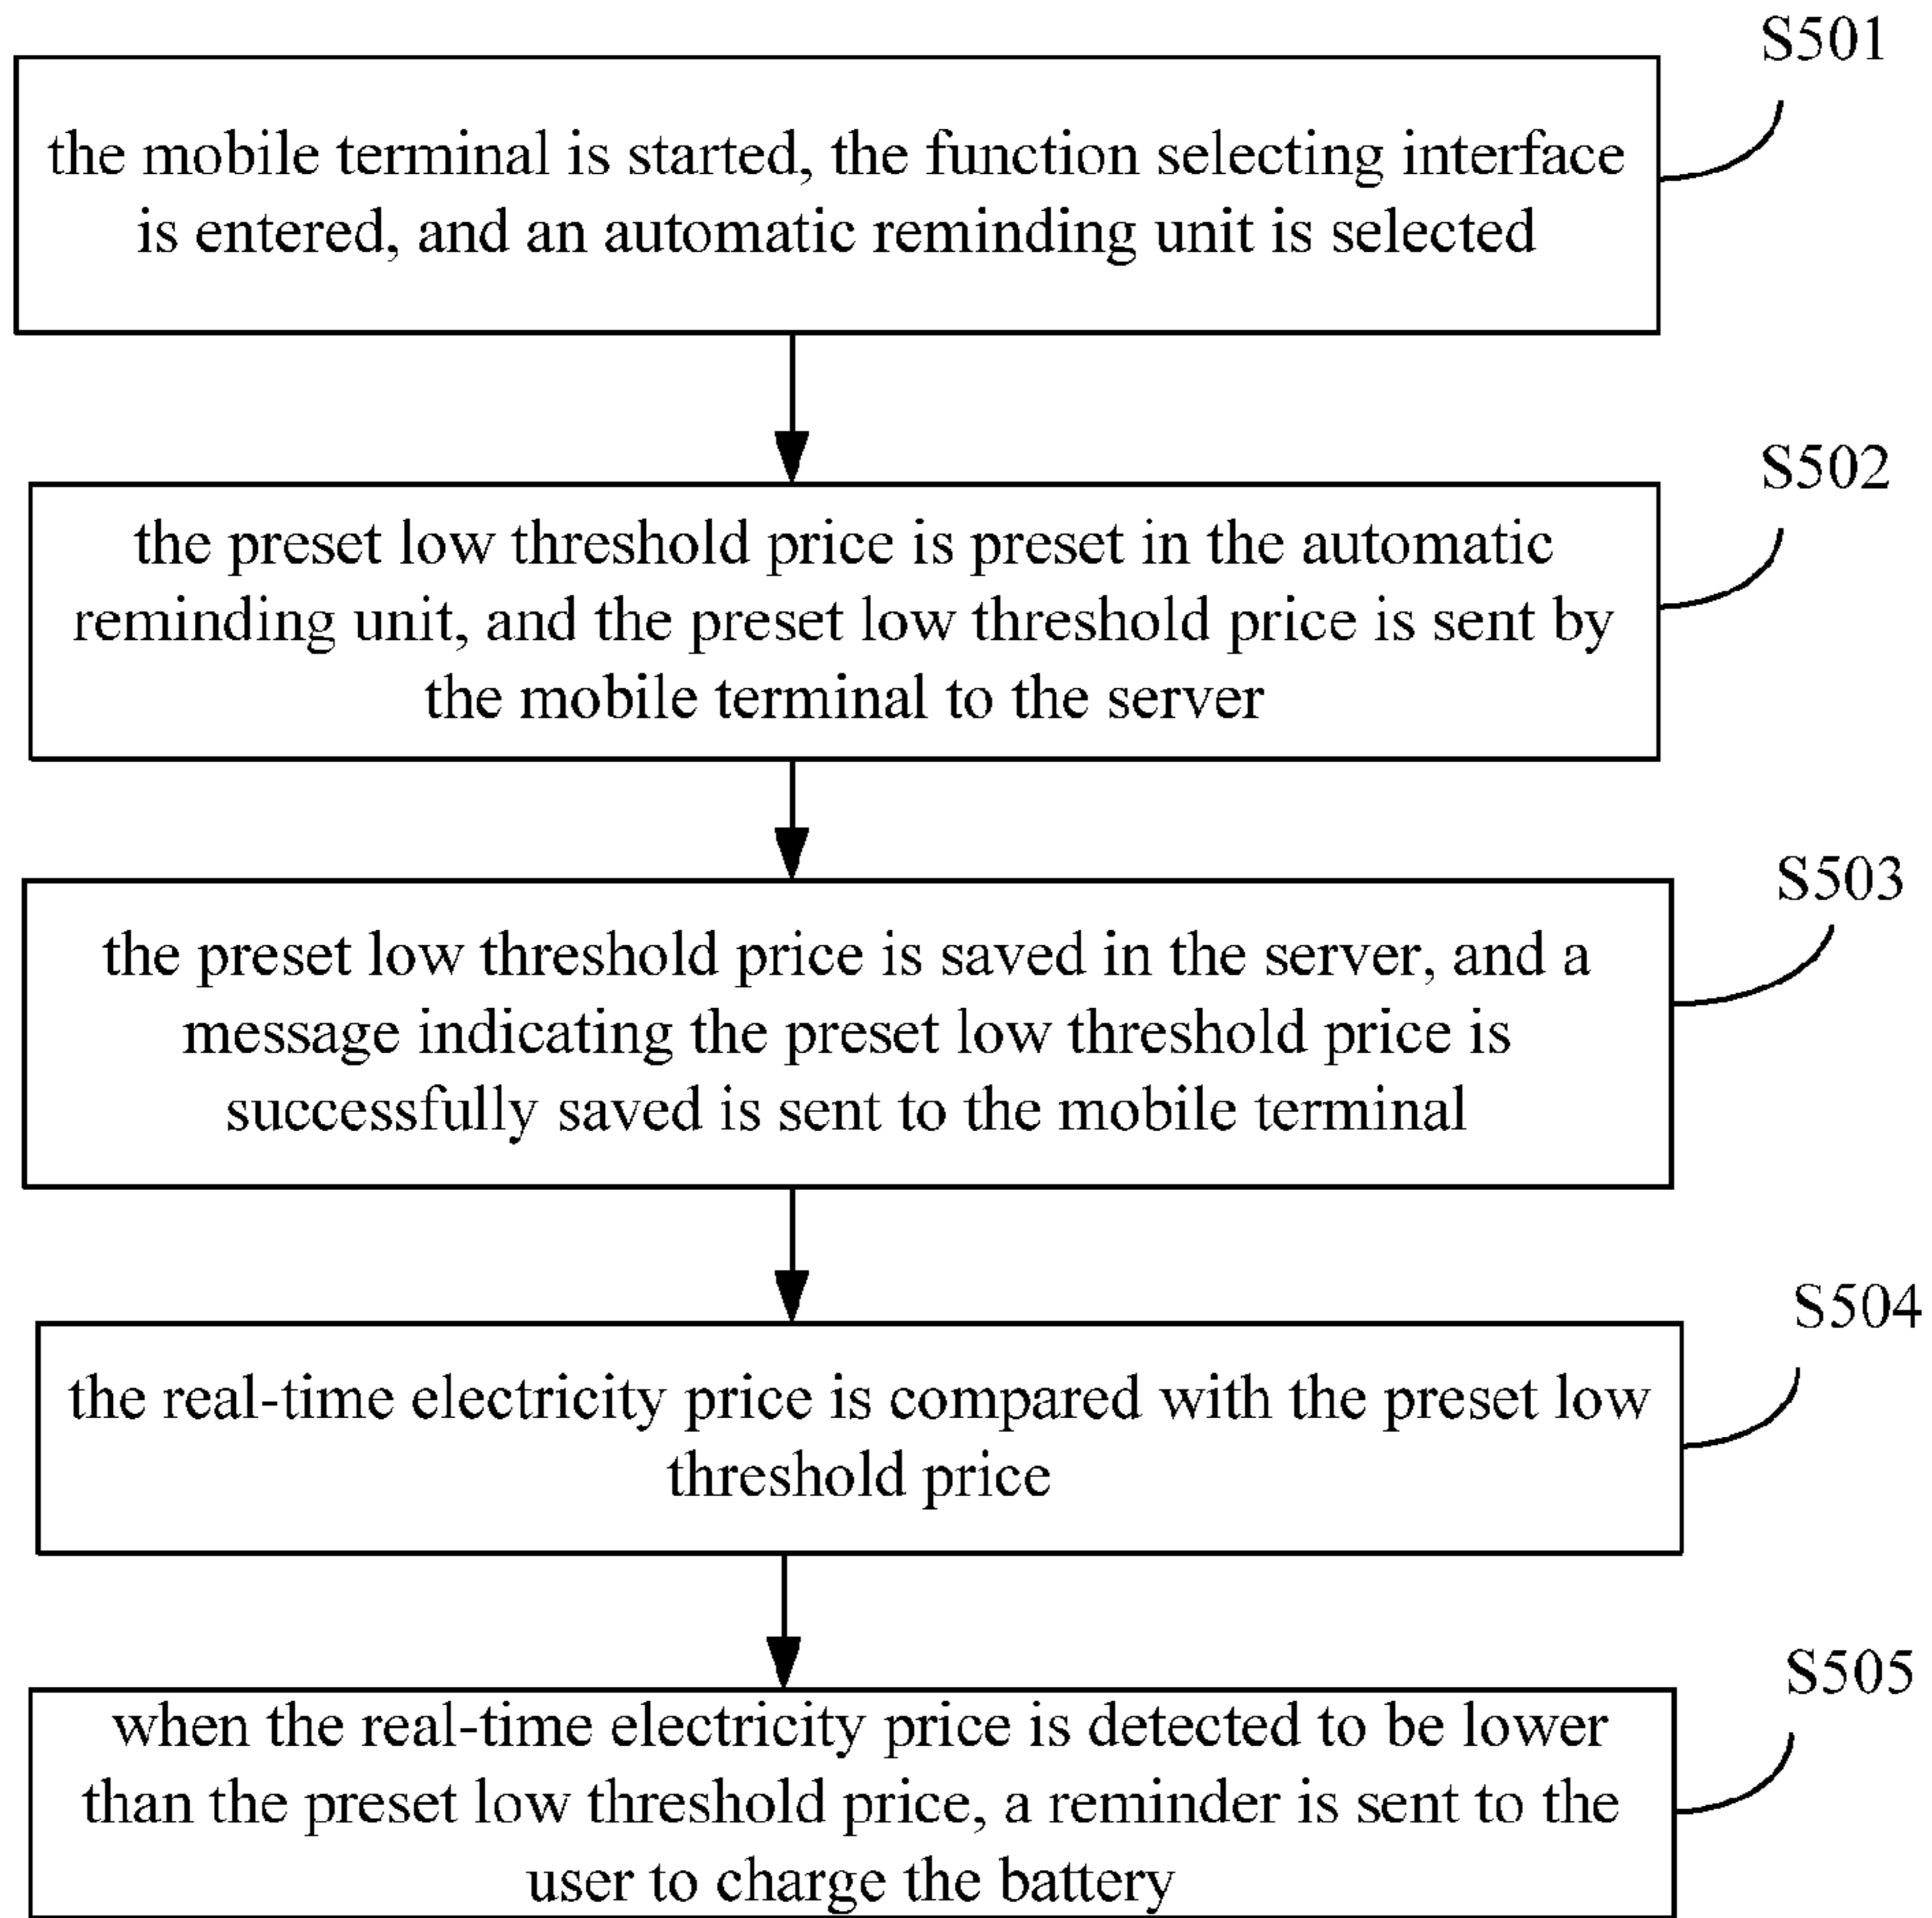 S501
the mobile terminal is started, the function selecting interface
is entered, and an automatic reminding unit is selected
S502
the preset low threshold price is preset in the automatic
reminding unit, and the preset low threshold price is sent by
the mobile terminal to the server
S503
the preset low threshold price is saved in the server, and a
message indicating the preset low threshold price is
successfully saved is sent to the mobile terminal
S504
the real-time electricity price is compared with the preset low
threshold price
S505
when the real-time electricity price is detected to be lower
than the preset low threshold price, a reminder is sent to the
user to charge the battery